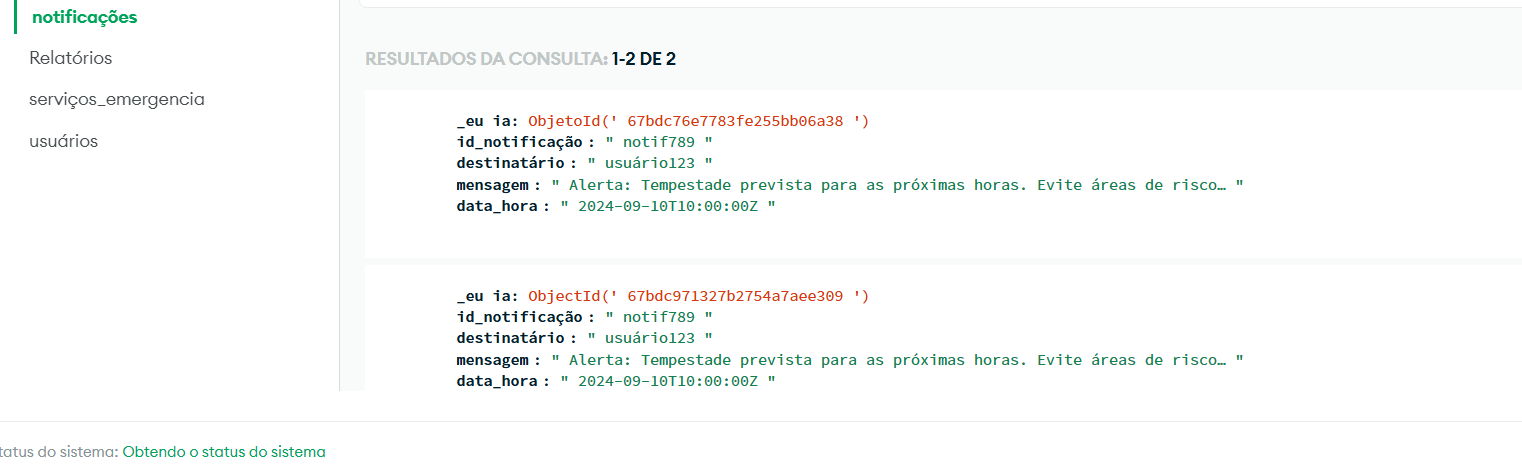 notificações
Relatórios
serviços_emergencia
usuários
RESULTADOS DA CONSULTA: 1-2 DE 2
_eu ia: ObjetoId(' 67bdc76e7783fe255bb06a38 ')
id_notificação : " notif789 "
destinatário : " usuário123 "
mensagem : " Alerta: Tempestade prevista para as próximas horas. Evite áreas de risco… "
data_hora : " 2024-09-10T10:00:00Z "
_eu ia: ObjectId(' 67bdc971327b2754a7aee309 ')
id_notificação : " notif789 "
destinatário : " usuário123 "
mensagem : " Alerta: Tempestade prevista para as próximas horas. Evite áreas de risco… "
data_hora : " 2024-09-10T10:00:00Z "
tatus do sistema: Obtendo o status do sistema